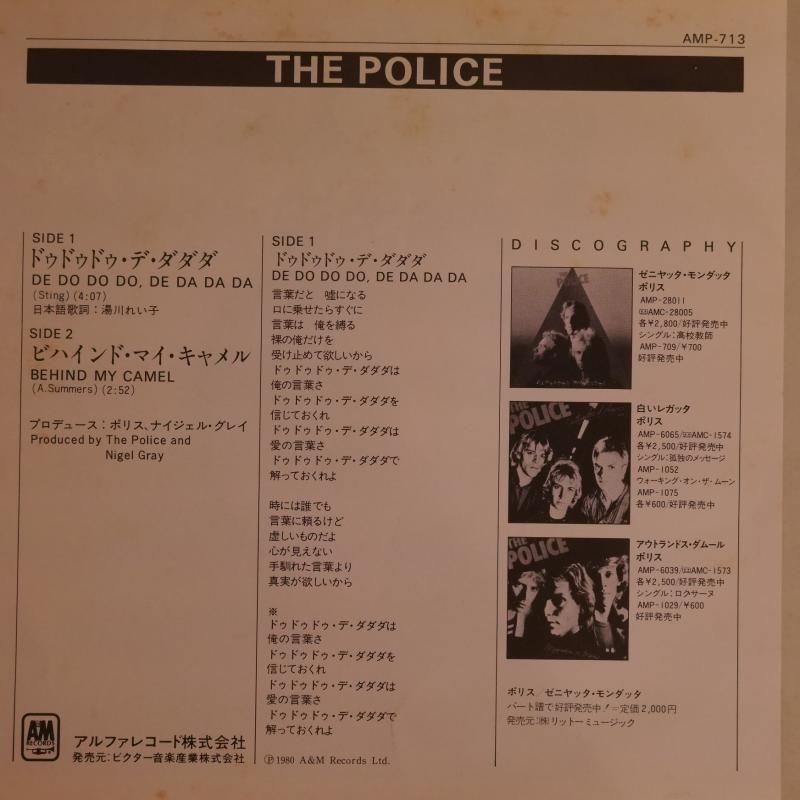 AMP-713
THE POLICE
SIDE 1
ドゥドゥドゥ・デ・ダダダ
DE DO DO DO, DE DA DA DA
(Sting) (4:07)
日本語歌詞：湯川れい子
SIDE 2
ビハインド・マイ・キャメル
BEHIND MY CAMEL
(A.Summers) (2:52)
プロデュース：ポリス、ナイジェル・グレイ
Produced by The Police and
Nigel Gray
A&M
RECORDS
アルファレコード株式会社
発売元：ビクター音楽産業株式会社
SIDE 1
ドゥドゥドゥ・デ・ダダダ
DE DO DO DO, DE DA DA DA
言葉だと　嘘になる
口に乗せたらすぐに
言葉は　俺を縛る
裸の俺だけを
受け止めて欲しいから
ドゥドゥドゥ・デ・ダダダは
俺の言葉さ
ドゥドゥドゥ・デ・ダダダを
信じておくれ
ドゥドゥドゥ・デ・ダダダは
愛の言葉さ
ドゥドゥドゥ・デ・ダダダで
解っておくれよ
時には誰でも
言葉に頼るけど
虚しいものだよ
心が見えない
手馴れた言葉より
真実が欲しいから
※
ドゥドゥドゥ・デ・ダダダは
俺の言葉さ
ドゥドゥドゥ・デ・ダダダを
信じておくれ
ドゥドゥドゥ・デ・ダダダは
愛の言葉さ
ドゥドゥドゥ・デ・ダダダで
解っておくれよ
Ⓟ1980 A&M Records Ltd.
DISCOGRAPHY
THE POLICE
ゼニヤッタ・モンダッタ
ポリス
AMP-28011
AMC-28005
各¥2,800/好評発売中
シングル：高校教師
AMP-709/¥700
好評発売中
THE
POLICE
白いレガッタ
ポリス
AMP-6065/AMC-1574
各¥2,500/好評発売中
シングル：孤独のメッセージ
AMP-1052
ウォーキング・オン・ザ・ムーン
AMP-1075
各¥600/好評発売中
THE
POLICE
アウトランドス・ダムール
ポリス
AMP-6039/AMC-1573
各¥2,500/好評発売中
シングル：ロクサーヌ
AMP-1029/¥600
好評発売中
ポリス／ゼニヤッタ・モンダッタ
パート譜で好評発売中！＝定価2,000円
発売元：㈱リットーミュージック